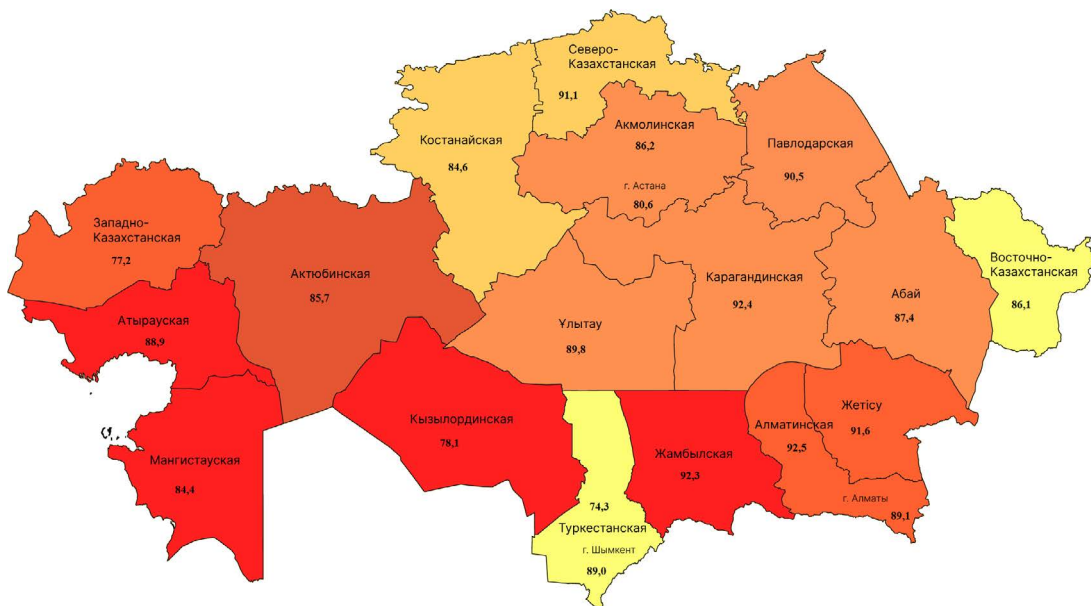 Северо-
Казахстанская
91,1
Костанайская
84,6
Акмолинская
86,2
г. Астана
80,6
Павлодарская
90,5
Западно-
Казахстанская
77,2
Актюбинская
85,7
Атырауская
88,9
Мангистауская
84,4
Кызылординская
78,1
Ұлытау
89,8
Карагандинская
92,4
Абай
87,4
Восточно-
Казахстанская
86,1
Жетісу
91,6
Алматинская
92,5
г. Алматы
89,1
Жамбылская
92,3
74,3
Туркестанская
г. Шымкент
89,0